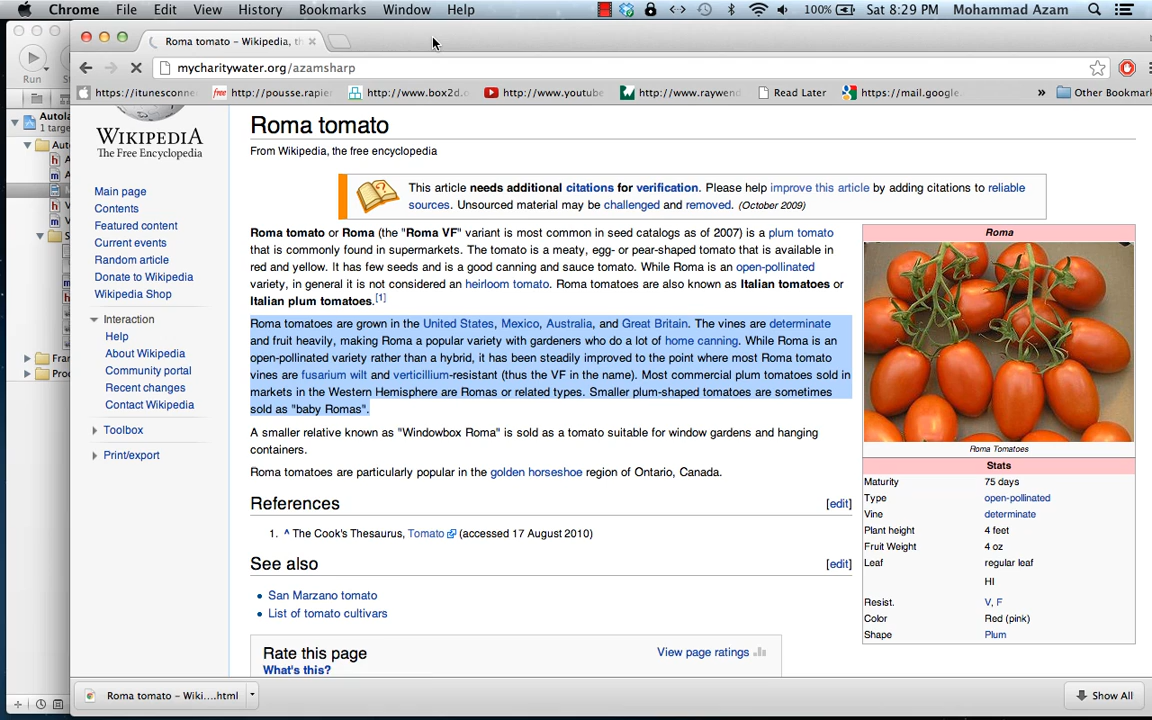 Chrome File Edit View History Bookmarks Window Help 100% Sat 8:29 PM Mohammad Azam
Roma tomato – Wikipedia, th
Run
mycharitywater.org/azamsharp
https://itunesconne http://pousse.rapier http://www.box2d.o http://www.youtube http://www.raywend Read Later https://mail.google. » Other Bookmark
Autola
1 targe
WIKIPEDIA
The Free Encyclopedia
Main page
Contents
Featured content
Current events
Random article
Donate to Wikipedia
Wikipedia Shop
Interaction
Help
About Wikipedia
Community portal
Recent changes
Contact Wikipedia
Toolbox
Print/export
Roma tomato
From Wikipedia, the free encyclopedia
This article needs additional citations for verification. Please help improve this article by adding citations to reliable
sources. Unsourced material may be challenged and removed. (October 2009)
Roma tomato or Roma (the "Roma VF" variant is most common in seed catalogs as of 2007) is a plum tomato
that is commonly found in supermarkets. The tomato is a meaty, egg- or pear-shaped tomato that is available in
red and yellow. It has few seeds and is a good canning and sauce tomato. While Roma is an open-pollinated
variety, in general it is not considered an heirloom tomato. Roma tomatoes are also known as Italian tomatoes or
Italian plum tomatoes.[1]
Roma tomatoes are grown in the United States, Mexico, Australia, and Great Britain. The vines are determinate
and fruit heavily, making Roma a popular variety with gardeners who do a lot of home canning. While Roma is an
open-pollinated variety rather than a hybrid, it has been steadily improved to the point where most Roma tomato
vines are fusarium wilt and verticillium-resistant (thus the VF in the name). Most commercial plum tomatoes sold in
markets in the Western Hemisphere are Romas or related types. Smaller plum-shaped tomatoes are sometimes
sold as "baby Romas".
A smaller relative known as "Windowbox Roma" is sold as a tomato suitable for window gardens and hanging
containers.
Roma tomatoes are particularly popular in the golden horseshoe region of Ontario, Canada.
References [edit]
1. ^ The Cook's Thesaurus, Tomato (accessed 17 August 2010)
See also [edit]
San Marzano tomato
List of tomato cultivars
Rate this page View page ratings
What's this?
Roma
Roma Tomatoes
Stats
Maturity 75 days
Type open-pollinated
Vine determinate
Plant height 4 feet
Fruit Weight 4 oz
Leaf regular leaf
HI
Resist. V, F
Color Red (pink)
Shape Plum
Roma tomato – Wiki....html Show All